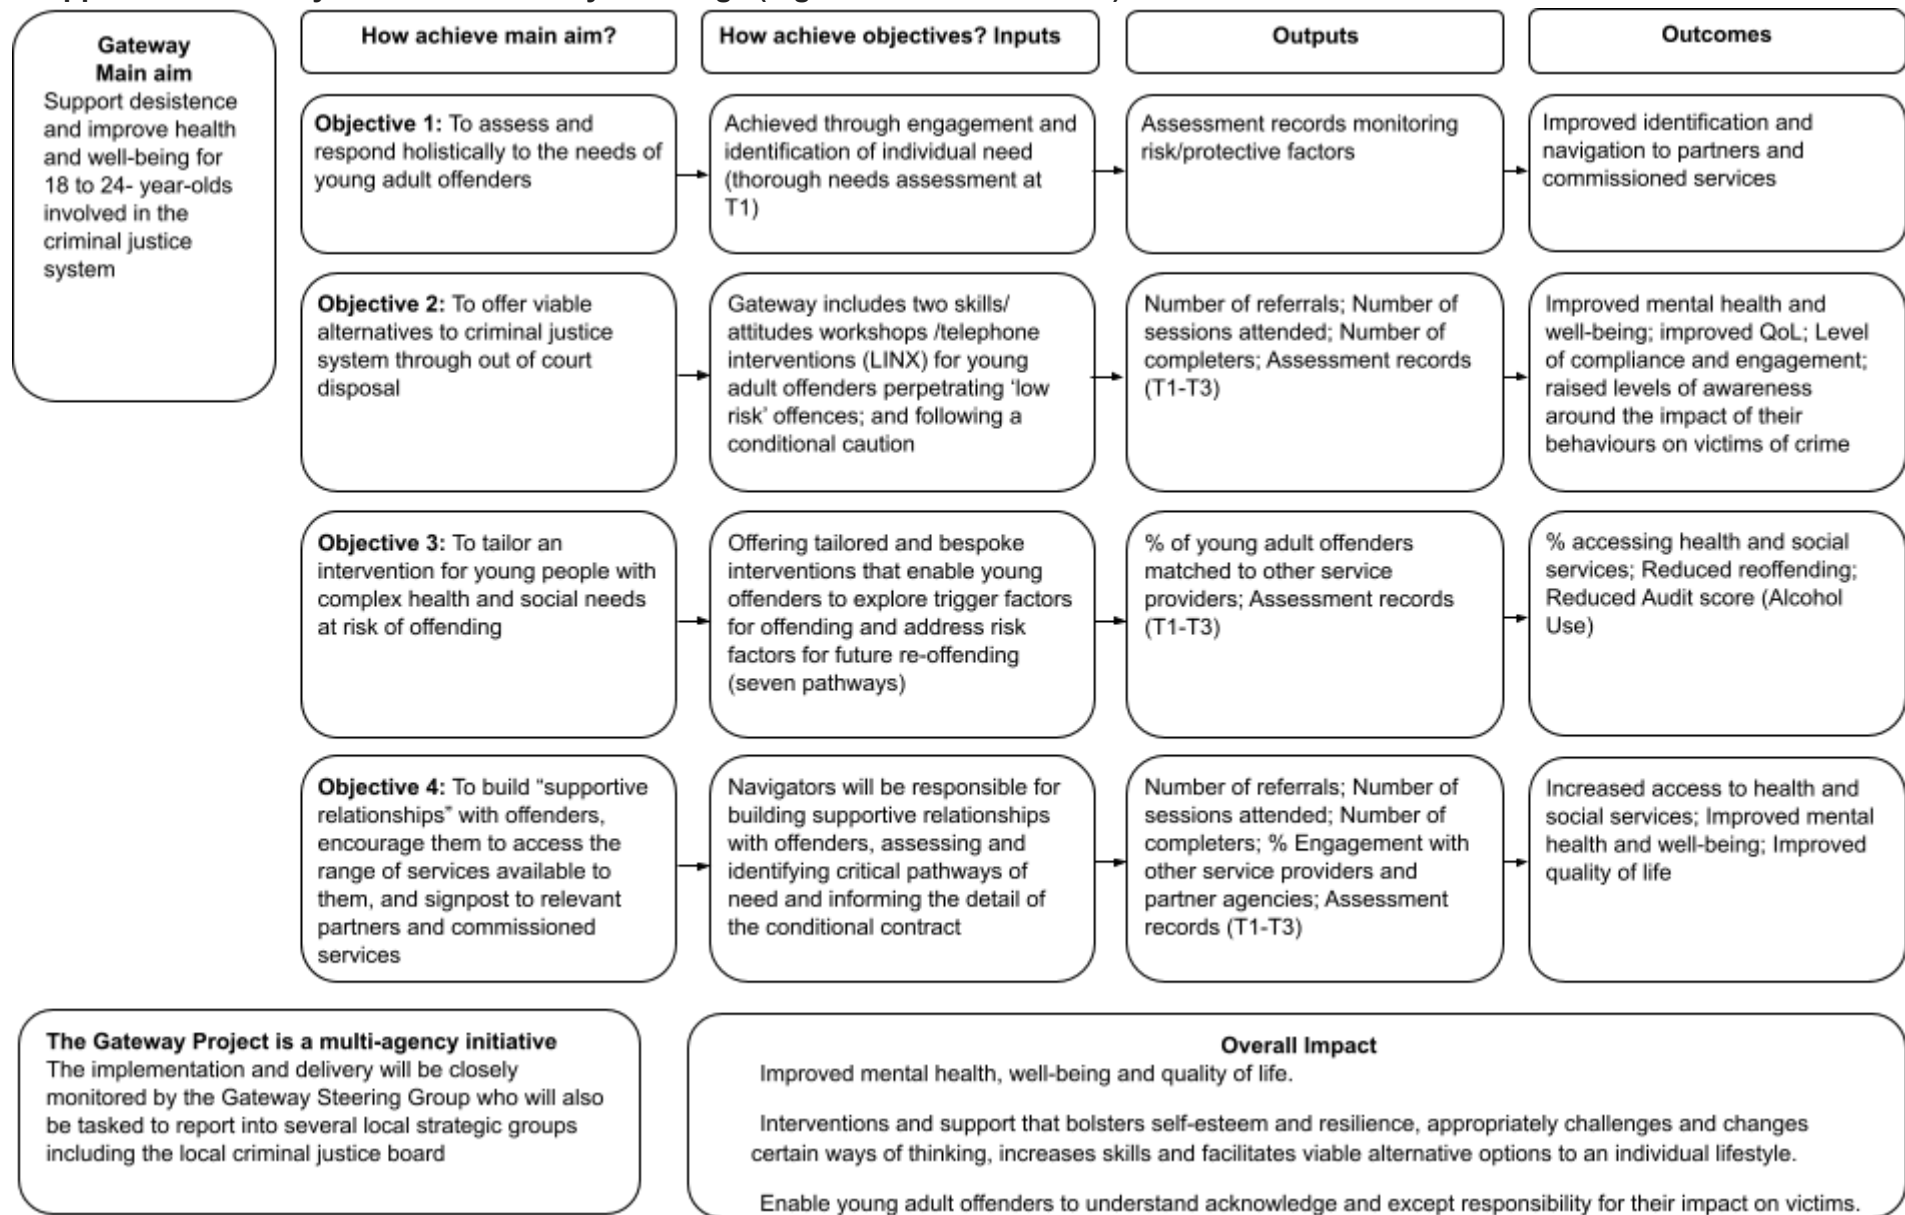 Gateway
Main aim
Support desistence
and improve health
and well-being for
18 to 24- year-olds
involved in the
criminal justice
system
How achieve main aim?
How achieve objectives? Inputs
Outputs
Outcomes
Objective 1: To assess and
respond holistically to the needs of
young adult offenders
Achieved through engagement and
identification of individual need
(thorough needs assessment at
T1)
Assessment records monitoring
risk/protective factors
Improved identification and
navigation to partners and
commissioned services
Objective 2: To offer viable
alternatives to criminal justice
system through out of court
disposal
Gateway includes two skills/
attitudes workshops /telephone
interventions (LINX) for young
adult offenders perpetrating ‘low
risk’ offences; and following a
conditional caution
Number of referrals; Number of
sessions attended; Number of
completers; Assessment records
(T1-T3)
Improved mental health and
well-being; improved QoL; Level
of compliance and engagement;
raised levels of awareness
around the impact of their
behaviours on victims of crime
Objective 3: To tailor an
intervention for young people with
complex health and social needs
at risk of offending
Offering tailored and bespoke
interventions that enable young
offenders to explore trigger factors
for offending and address risk
factors for future re-offending
(seven pathways)
% of young adult offenders
matched to other service
providers; Assessment records
(T1-T3)
% accessing health and social
services; Reduced reoffending;
Reduced Audit score (Alcohol
Use)
Objective 4: To build “supportive
relationships” with offenders,
encourage them to access the
range of services available to
them, and signpost to relevant
partners and commissioned
services
Navigators will be responsible for
building supportive relationships
with offenders, assessing and
identifying critical pathways of
need and informing the detail of
the conditional contract
Number of referrals; Number of
sessions attended; Number of
completers; % Engagement with
other service providers and
partner agencies; Assessment
records (T1-T3)
Increased access to health and
social services; Improved mental
health and well-being; Improved
quality of life
The Gateway Project is a multi-agency initiative
The implementation and delivery will be closely
monitored by the Gateway Steering Group who will also
be tasked to report into several local strategic groups
including the local criminal justice board
Overall Impact
Improved mental health, well-being and quality of life.
Interventions and support that bolsters self-esteem and resilience, appropriately challenges and changes
certain ways of thinking, increases skills and facilitates viable alternative options to an individual lifestyle.
Enable young adult offenders to understand acknowledge and except responsibility for their impact on victims.